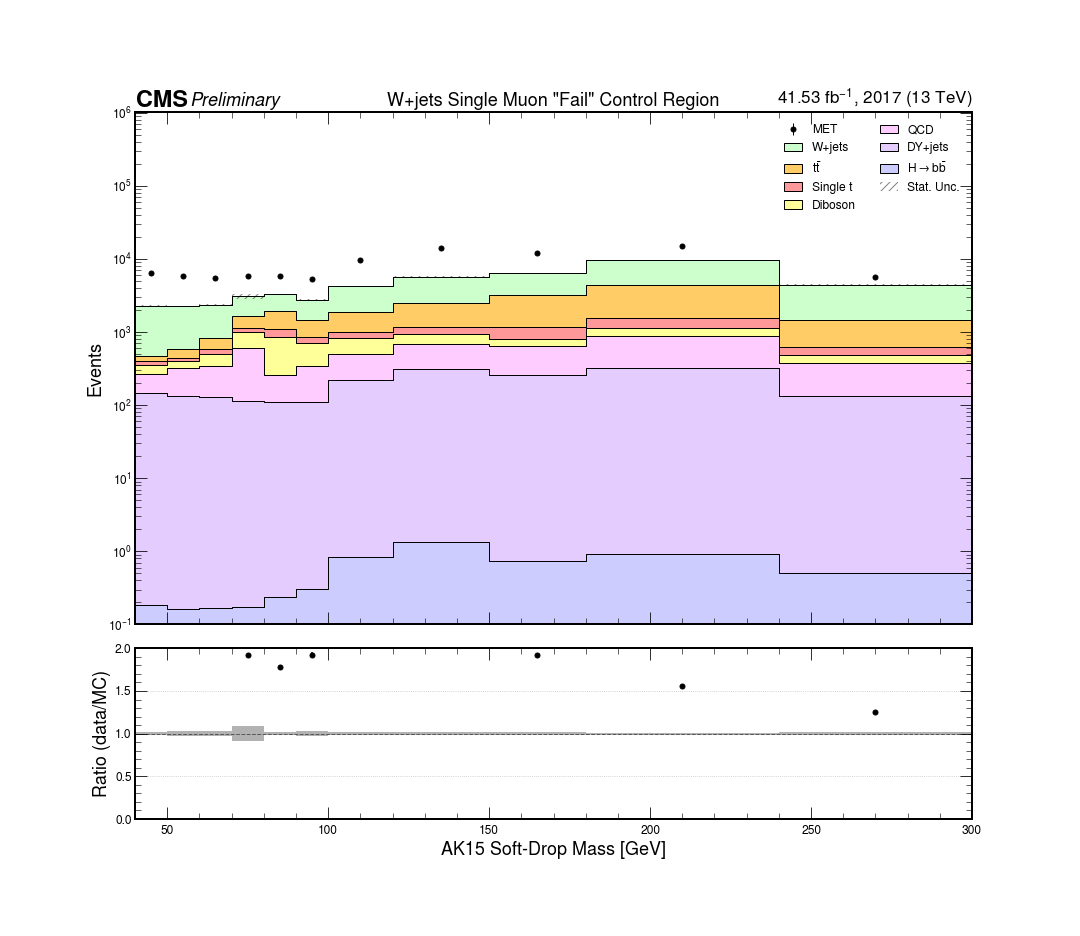 CMS Preliminary W+jets Single Muon "Fail" Control Region 41.53 fb⁻¹, 2017 (13 TeV)
10⁶
10⁵
10⁴
10³
10²
10¹
10⁰
10⁻¹
Events
MET
W+jets
tt̄
Single t
Diboson
QCD
DY+jets
H→bb̄
Stat. Unc.
2.0
1.5
1.0
0.5
0.0
Ratio (data/MC)
50 100 150 200 250 300
AK15 Soft-Drop Mass [GeV]